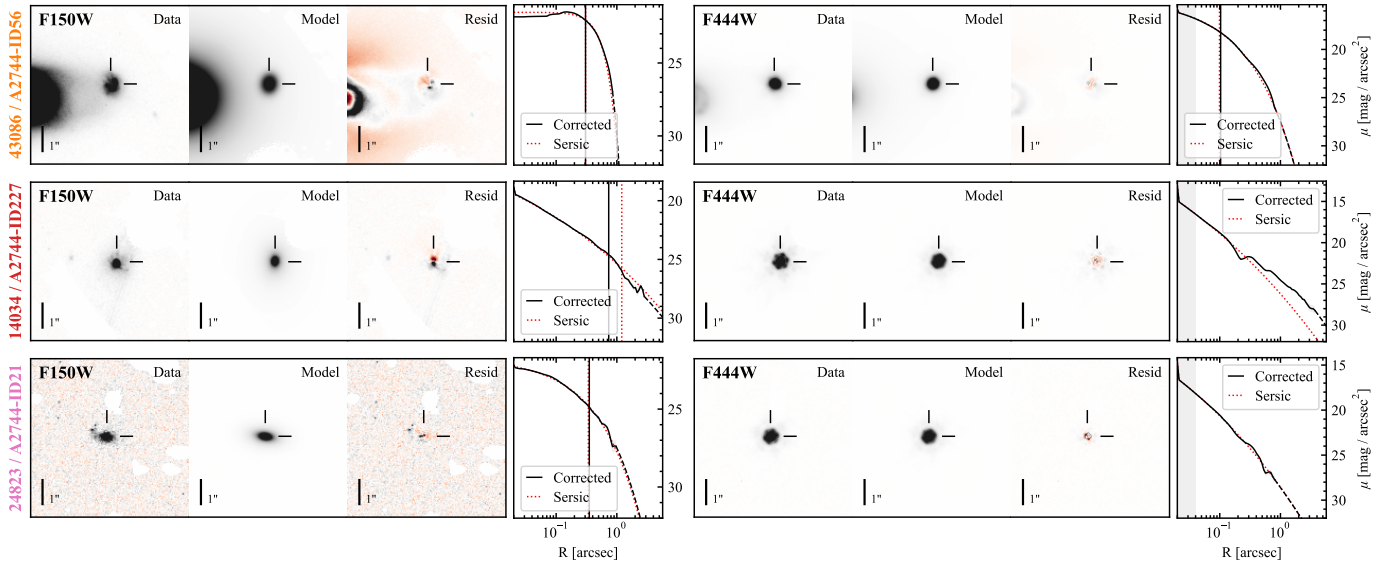 43086 / A2744-ID56
F150W Data Model Resid
1"
1"
1"
25
30
Corrected
Sersic
F444W Data Model Resid
1"
1"
1"
20
25
30
Corrected
Sersic
μ [mag / arcsec²]
14034 / A2744-ID227
F150W Data Model Resid
1"
1"
1"
20
25
30
Corrected
Sersic
F444W Data Model Resid
1"
1"
1"
15
20
25
30
Corrected
Sersic
μ [mag / arcsec²]
24823 / A2744-ID21
F150W Data Model Resid
1"
1"
1"
25
30
Corrected
Sersic
10⁻¹ 10⁰
R [arcsec]
F444W Data Model Resid
1"
1"
1"
15
20
25
30
Corrected
Sersic
μ [mag / arcsec²]
10⁻¹ 10⁰
R [arcsec]